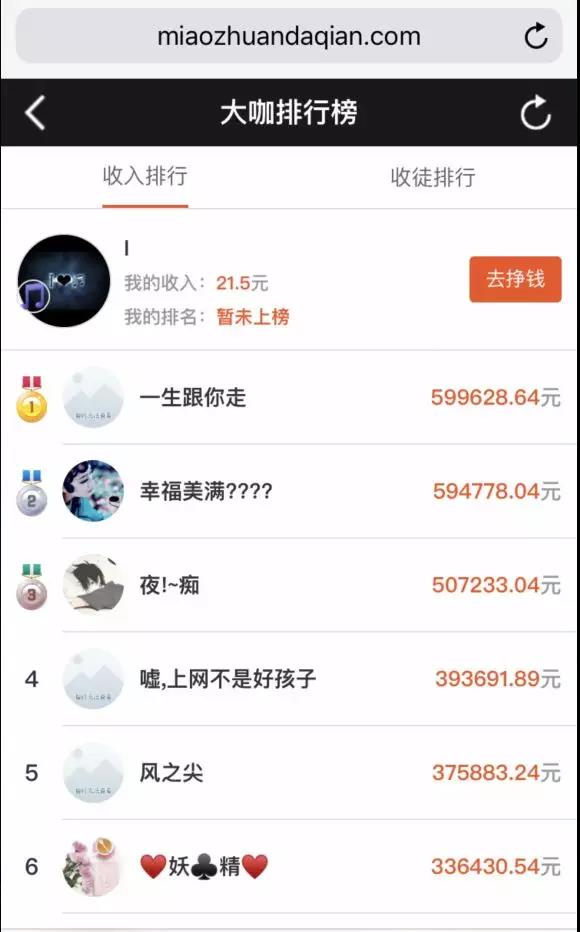 miaozhuandaqian.com
大咖排行榜
收入排行
收徒排行
I
我的收入：21.5元
我的排名：暂未上榜
去挣钱
1
一生跟你走
599628.64元
2
幸福美满????
594778.04元
3
夜!~痴
507233.04元
4
嘘,上网不是好孩子
393691.89元
5
风之尖
375883.24元
6
❤️妖♣️精❤️
336430.54元